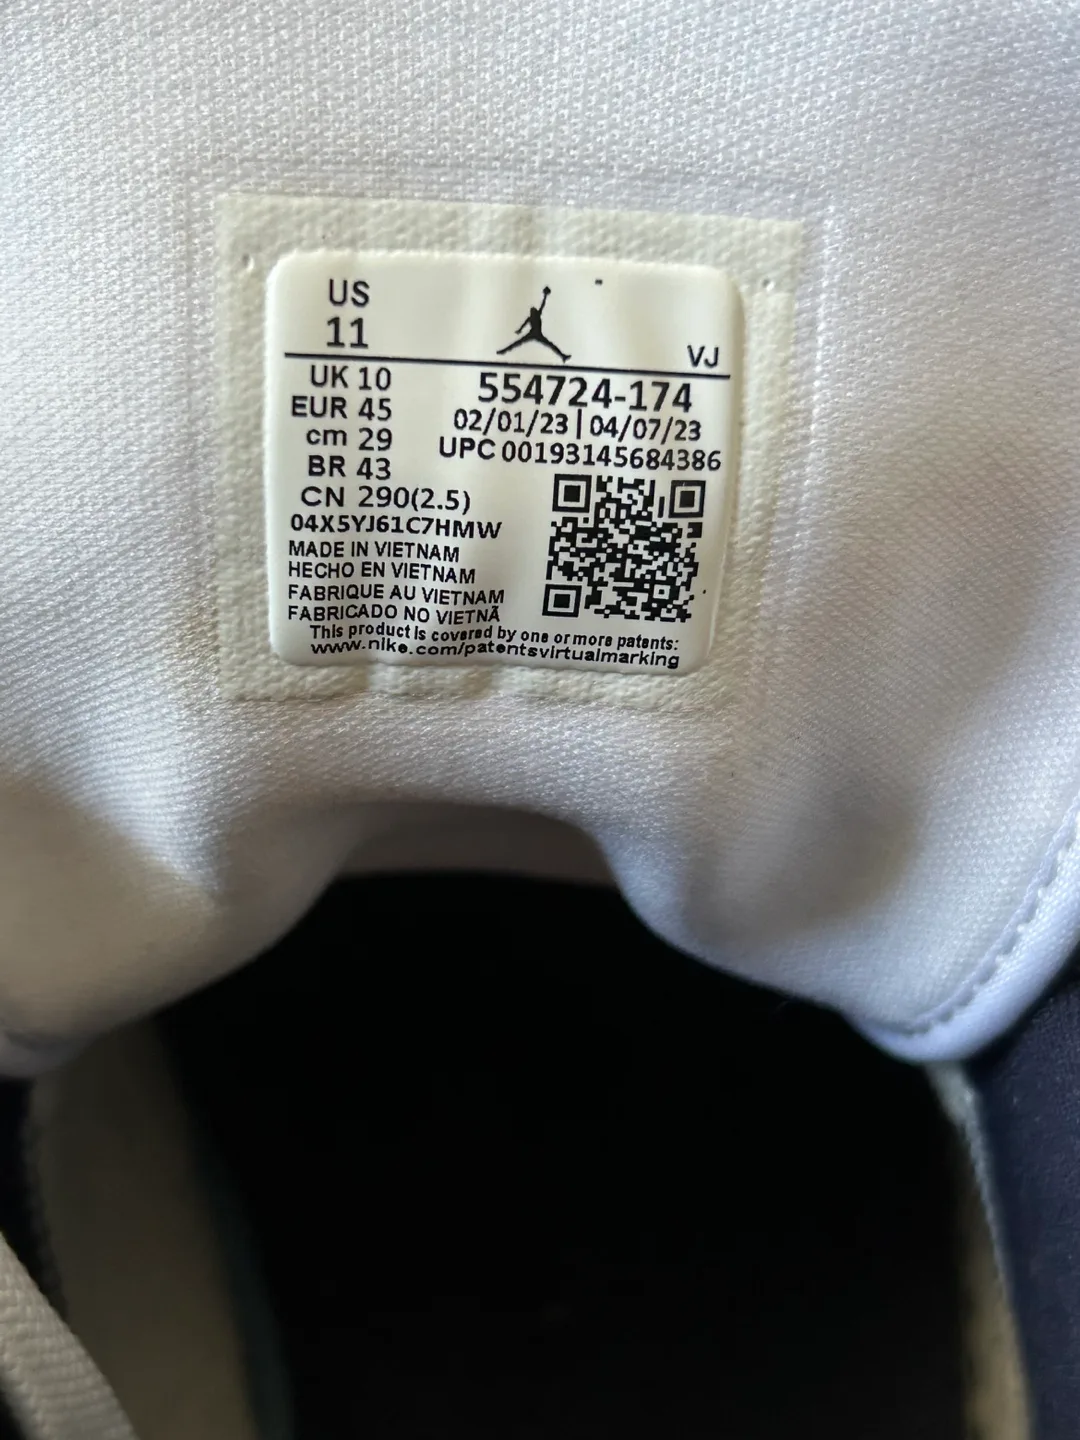 US
11
VJ
UK 10
EUR 45
cm 29
BR 43
CN 290(2.5)
554724-174
02/01/23 | 04/07/23
UPC 00193145684386
04X5YJ61C7HMW
MADE IN VIETNAM
HECHO EN VIETNAM
FABRIQUE AU VIETNAM
FABRICADO NO VIETNÃ
This product is covered by one or more patents:
www.nike.com/patentsvirtualmarking